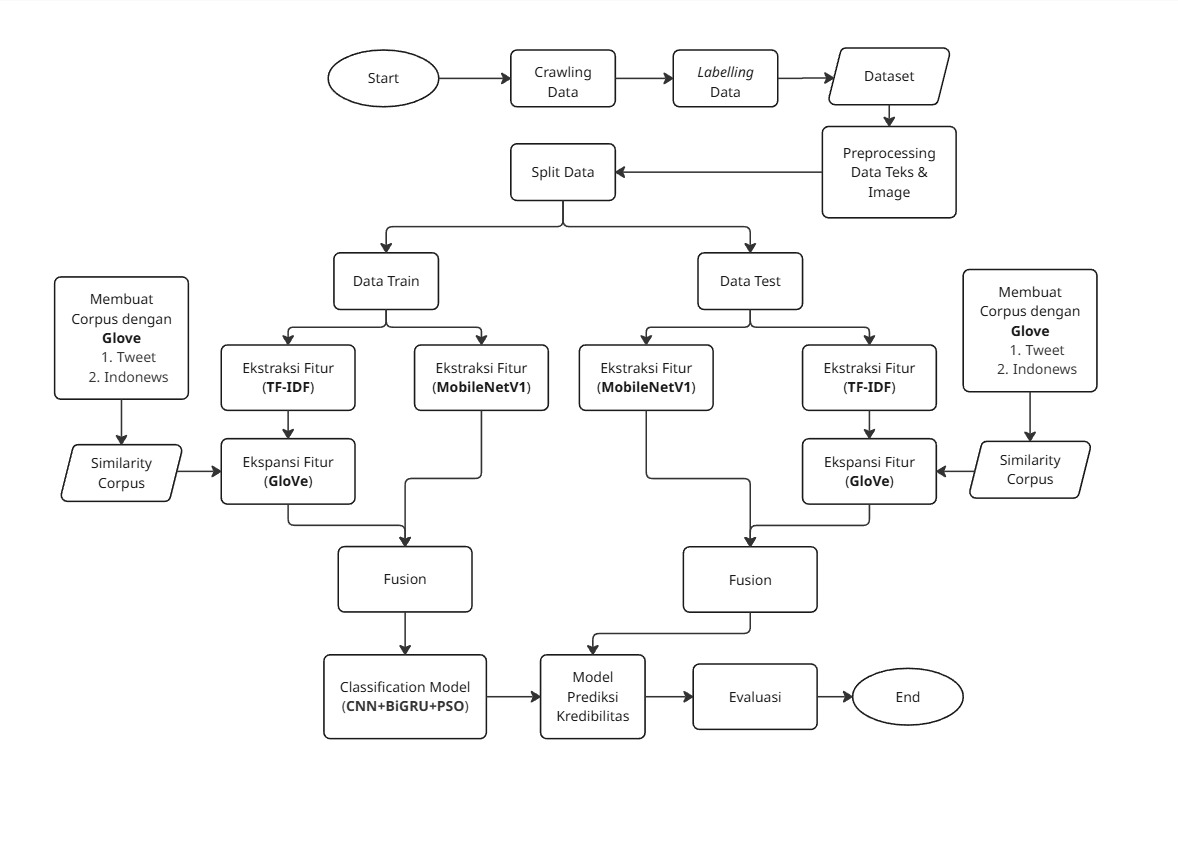 Start
Crawling
Data
Labelling
Data
Dataset
Preprocessing
Data Teks &
Image
Split Data
Data Train
Data Test
Membuat
Corpus dengan
Glove
1. Tweet
2. Indonews
Ekstraksi Fitur
(TF-IDF)
Ekstraksi Fitur
(MobileNetV1)
Ekstraksi Fitur
(MobileNetV1)
Ekstraksi Fitur
(TF-IDF)
Membuat
Corpus dengan
Glove
1. Tweet
2. Indonews
Similarity
Corpus
Ekspansi Fitur
(GloVe)
Ekspansi Fitur
(GloVe)
Similarity
Corpus
Fusion
Fusion
Classification Model
(CNN+BiGRU+PSO)
Model
Prediksi
Kredibilitas
Evaluasi
End